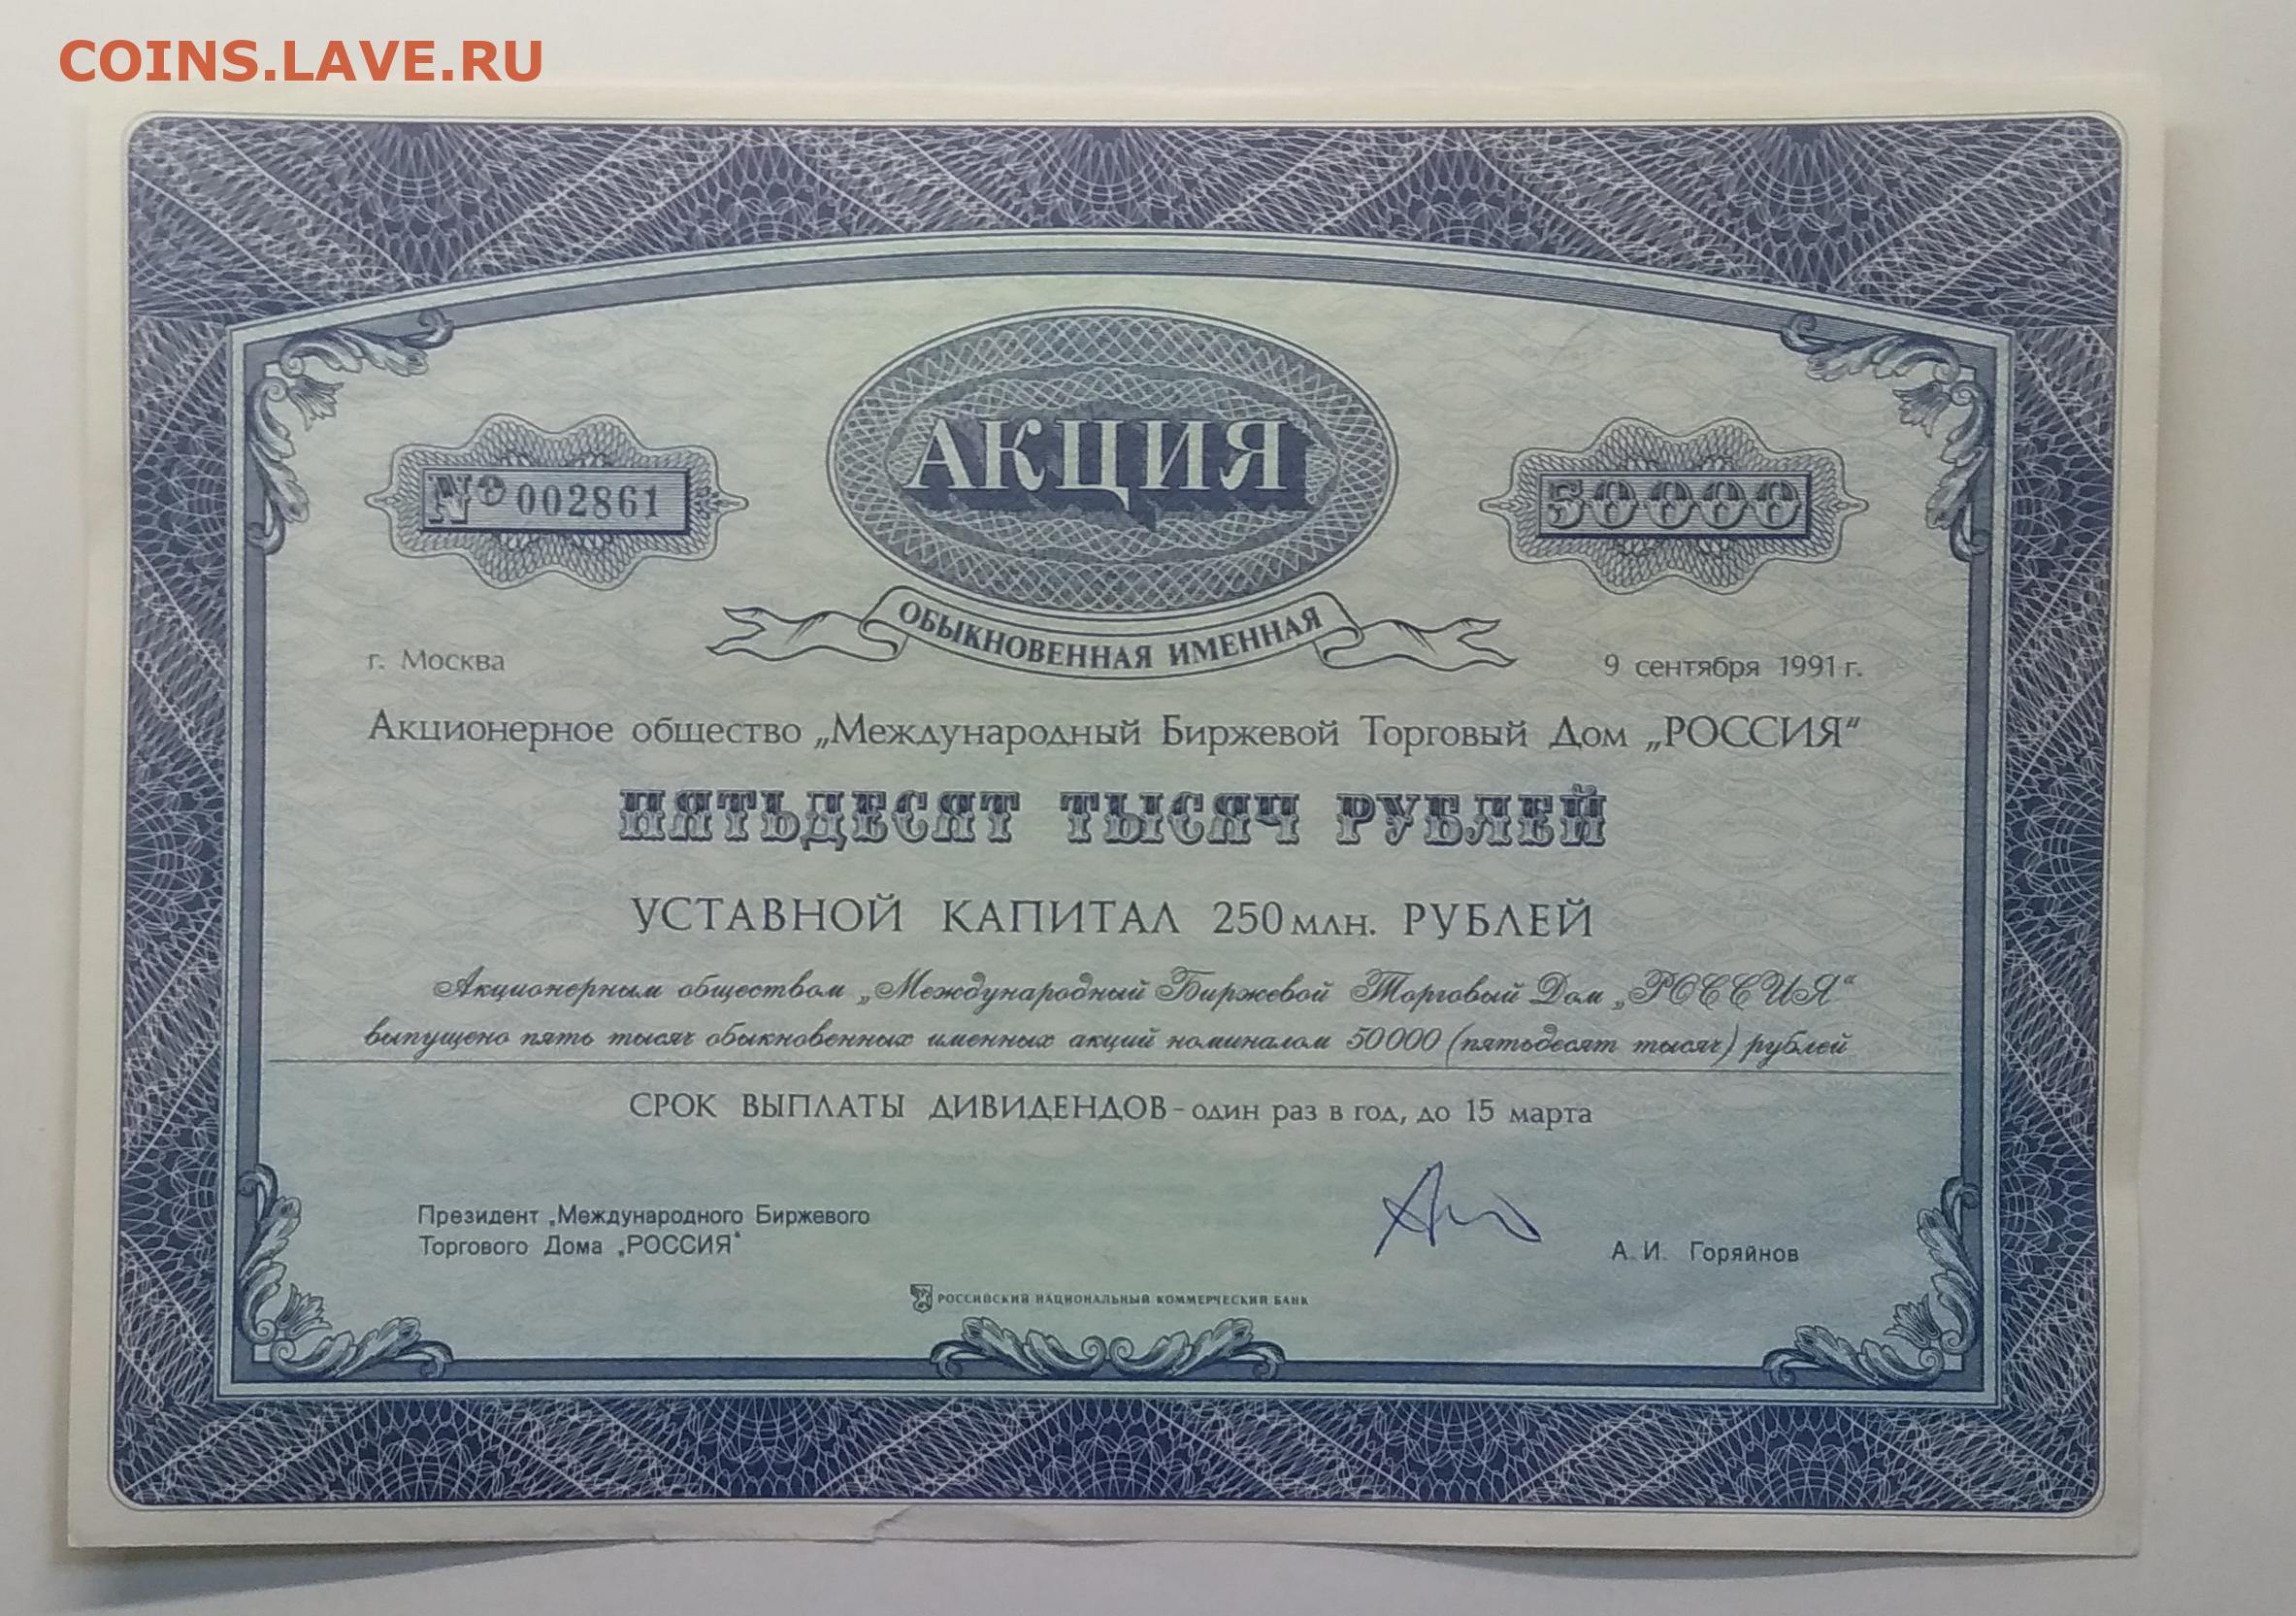 COINS.LAVE.RU
АКЦИЯ
№ 002861
50000
ОБЫКНОВЕННАЯ ИМЕННАЯ
г. Москва
9 сентября 1991 г.
Акционерное общество „Международный Биржевой Торговый Дом „РОССИЯ“
ПЯТЬДЕСЯТ ТЫСЯЧ РУБЛЕЙ
УСТАВНОЙ КАПИТАЛ 250 МЛН. РУБЛЕЙ
Акционерным обществом „Международный Биржевой Торговый Дом „РОССИЯ“
выпущено пять тысяч обыкновенных именных акций номиналом 50000 (пятьдесят тысяч) рублей
СРОК ВЫПЛАТЫ ДИВИДЕНДОВ - один раз в год, до 15 марта
Президент „Международного Биржевого
Торгового Дома „РОССИЯ“
А. И. Горяйнов
РОССИЙСКИЙ НАЦИОНАЛЬНЫЙ КОММЕРЧЕСКИЙ БАНК